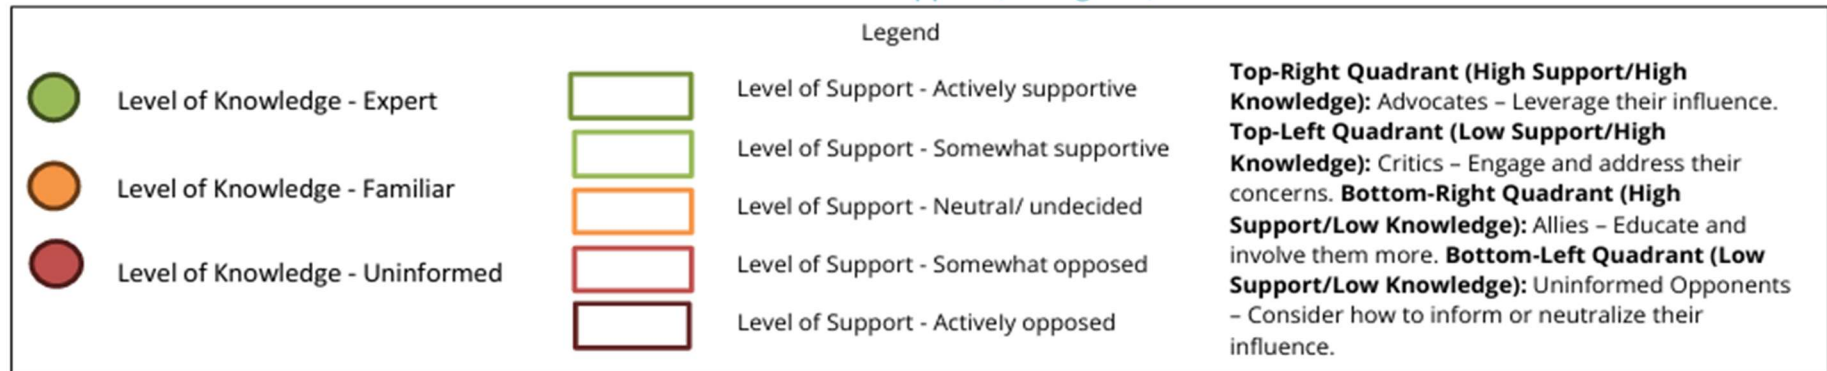 Legend
Level of Knowledge - Expert
Level of Knowledge - Familiar
Level of Knowledge - Uninformed
Level of Support - Actively supportive
Level of Support - Somewhat supportive
Level of Support - Neutral/ undecided
Level of Support - Somewhat opposed
Level of Support - Actively opposed
Top-Right Quadrant (High Support/High
Knowledge): Advocates – Leverage their influence.
Top-Left Quadrant (Low Support/High
Knowledge): Critics – Engage and address their
concerns. Bottom-Right Quadrant (High
Support/Low Knowledge): Allies – Educate and
involve them more. Bottom-Left Quadrant (Low
Support/Low Knowledge): Uninformed Opponents
– Consider how to inform or neutralize their
influence.